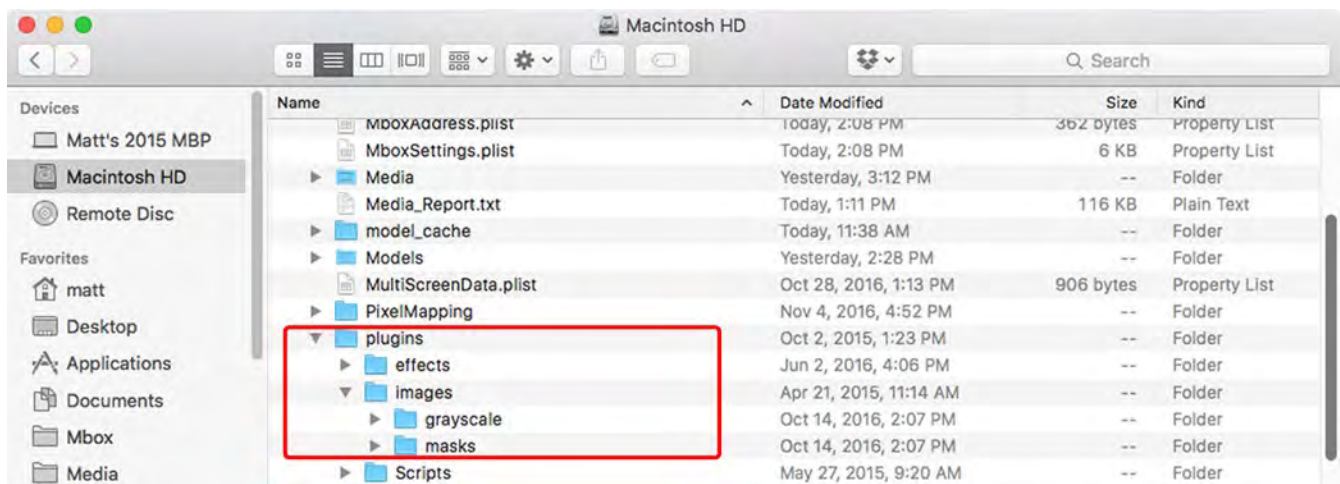 Macintosh HD
Search
Devices
Matt's 2015 MBP
Macintosh HD
Remote Disc
Favorites
matt
Desktop
Applications
Documents
Mbox
Media
Name Date Modified Size Kind
MboxAddress.plist Today, 2:08 PM 362 bytes Property List
MboxSettings.plist Today, 2:08 PM 6 KB Property List
Media Yesterday, 3:12 PM -- Folder
Media_Report.txt Today, 1:11 PM 116 KB Plain Text
model_cache Today, 11:38 AM -- Folder
Models Yesterday, 2:28 PM -- Folder
MultiScreenData.plist Oct 28, 2016, 1:13 PM 906 bytes Property List
PixelMapping Nov 4, 2016, 4:52 PM -- Folder
plugins Oct 2, 2015, 1:23 PM -- Folder
effects Jun 2, 2016, 4:06 PM -- Folder
images Apr 21, 2015, 11:14 AM -- Folder
grayscale Oct 14, 2016, 2:07 PM -- Folder
masks Oct 14, 2016, 2:07 PM -- Folder
Scripts May 27, 2015, 9:20 AM -- Folder